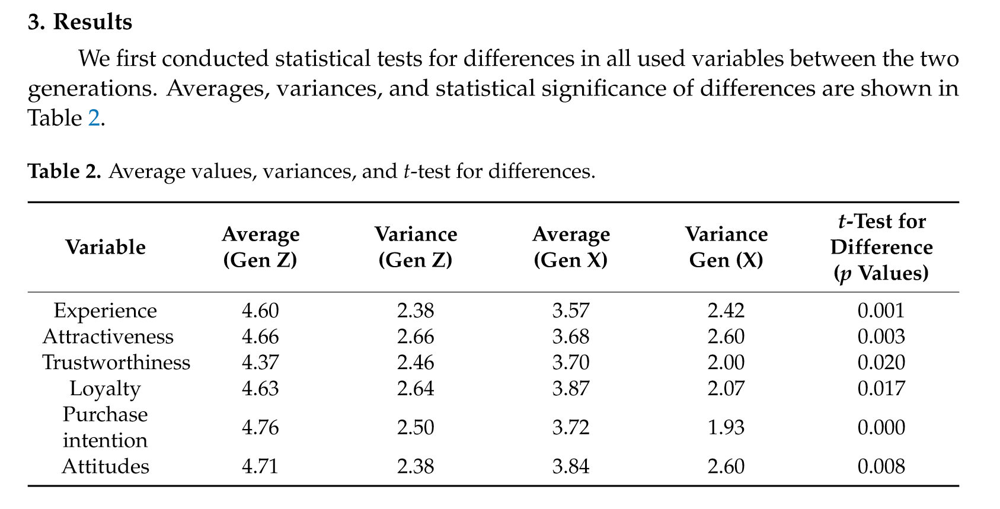 3. Results
We first conducted statistical tests for differences in all used variables between the two
generations. Averages, variances, and statistical significance of differences are shown in
Table 2.
Table 2. Average values, variances, and t-test for differences.
Variable Average (Gen Z) Variance (Gen Z) Average (Gen X) Variance Gen (X) t-Test for Difference (p Values)
Experience 4.60 2.38 3.57 2.42 0.001
Attractiveness 4.66 2.66 3.68 2.60 0.003
Trustworthiness 4.37 2.46 3.70 2.00 0.020
Loyalty 4.63 2.64 3.87 2.07 0.017
Purchase intention 4.76 2.50 3.72 1.93 0.000
Attitudes 4.71 2.38 3.84 2.60 0.008